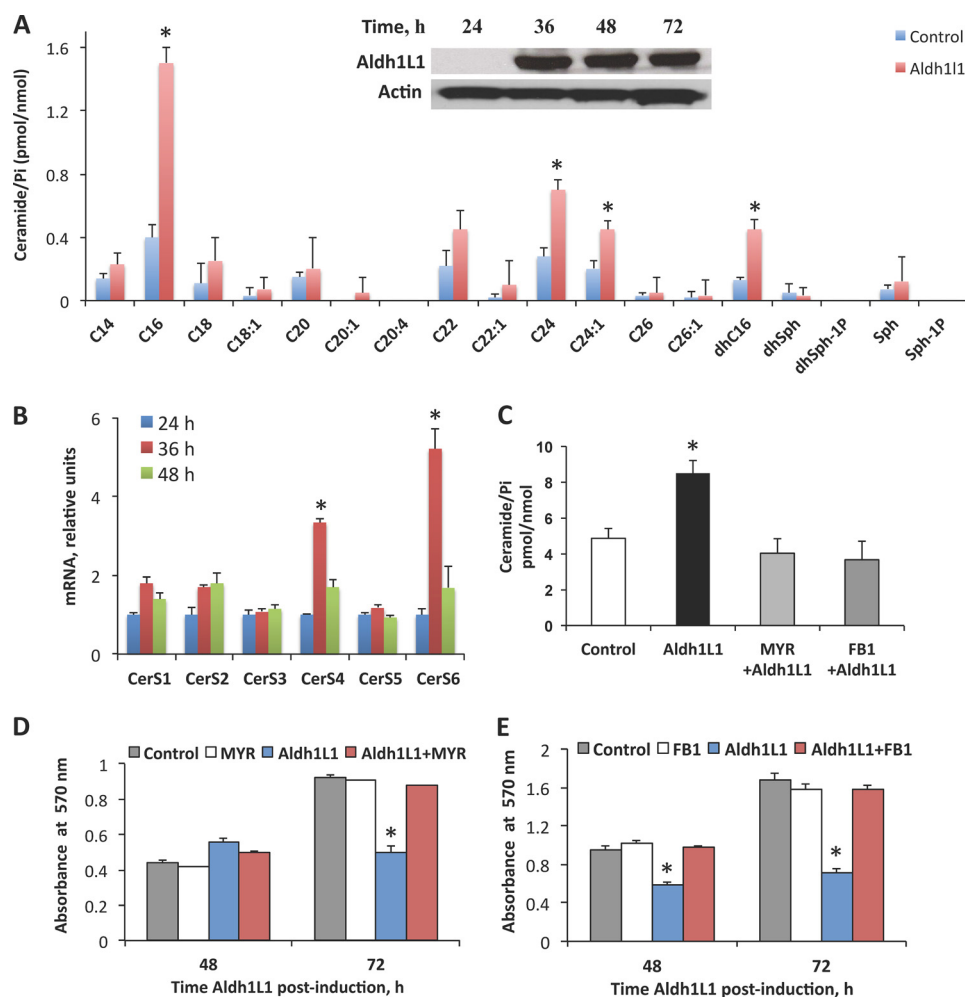 A
Time, h 24 36 48 72
Aldh1L1
Actin
Control
Aldh1l1
Ceramide/Pi (pmol/nmol)
1.6
1.2
0.8
0.4
0
C14 C16 C18 C18:1 C20 C20:1 C20:4 C22 C22:1 C24 C24:1 C26 C26:1 dhC16 dhSph dhSph-1P Sph Sph-1P
* * * *
B
mRNA, relative units
6
4
2
0
24 h
36 h
48 h
* *
CerS1 CerS2 CerS3 CerS4 CerS5 CerS6
C
Ceramide/Pi
pmol/nmol
10
8
6
4
2
0
*
Control Aldh1L1 MYR FB1
+Aldh1L1 +Aldh1L1
D
Control MYR Aldh1L1 Aldh1L1+MYR
Absorbance at 570 nm
1
0.8
0.6
0.4
0.2
0
*
48 72
Time Aldh1L1 post-induction, h
E
Control FB1 Aldh1L1 Aldh1L1+FB1
Absorbance at 570 nm
2
1.6
1.2
0.8
0.4
0
* *
48 72
Time Aldh1L1 post-induction, h